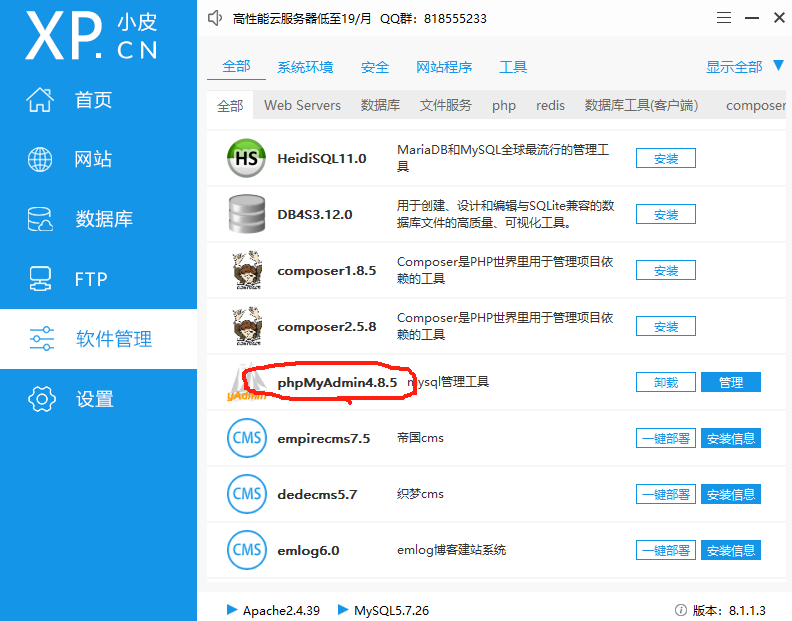 XP.CN 小皮
高性能云服务器低至19/月 QQ群：818555233
首页
网站
数据库
FTP
软件管理
设置
全部 系统环境 安全 网站程序 工具 显示全部
全部 Web Servers 数据库 文件服务 php redis 数据库工具(客户端) composer
HS HeidiSQL11.0 MariaDB和MySQL全球最流行的管理工
具
安装
DB4S3.12.0 用于创建、设计和编辑与SQLite兼容的数
据库文件的高质量、可视化工具。
安装
composer1.8.5 Composer是PHP世界里用于管理项目依
赖的工具
安装
composer2.5.8 Composer是PHP世界里用于管理项目依
赖的工具
安装
yAdmin phpMyAdmin4.8.5 mysql管理工具 卸载 管理
CMS empirecms7.5 帝国cms 一键部署 安装信息
CMS dedecms5.7 织梦cms 一键部署 安装信息
CMS emlog6.0 emlog博客建站系统 一键部署 安装信息
Apache2.4.39 MySQL5.7.26 版本：8.1.1.3